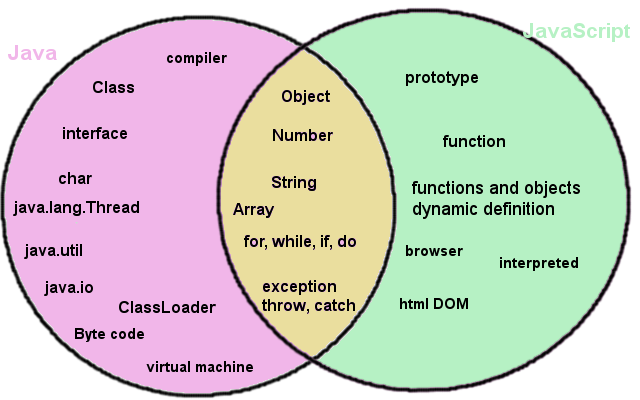 Java
compiler
Class
interface
char
java.lang.Thread
java.util
java.io
ClassLoader
Byte code
virtual machine
Object
Number
String
Array
for, while, if, do
exception
throw, catch
JavaScript
prototype
function
functions and objects
dynamic definition
browser
interpreted
html DOM